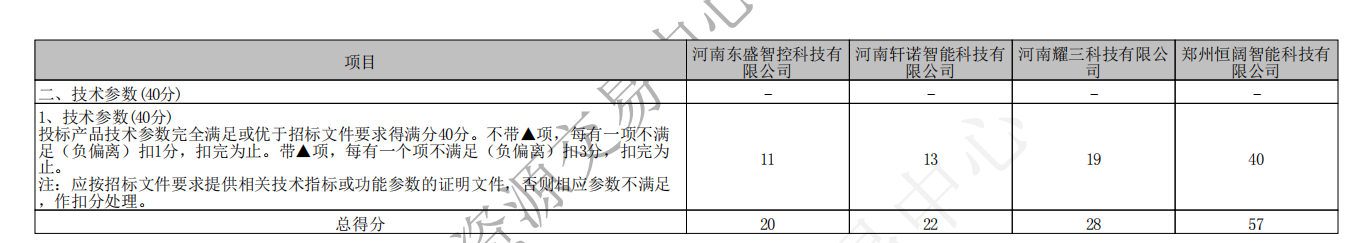 项目 河南东盛智控科技有限公司 河南轩诺智能科技有限公司 河南耀三科技有限公司 郑州恒阔智能科技有限公司
二、技术参数(40分) － － － －
1、技术参数(40分)
投标产品技术参数完全满足或优于招标文件要求得满分40分。不带▲项，每有一项不满
足（负偏离）扣1分，扣完为止。带▲项，每有一个项不满足（负偏离）扣3分，扣完为
止。
注：应按招标文件要求提供相关技术指标或功能参数的证明文件，否则相应参数不满足
，作扣分处理。
11 13 19 40
总得分 20 22 28 57
资源交易中心
易中心